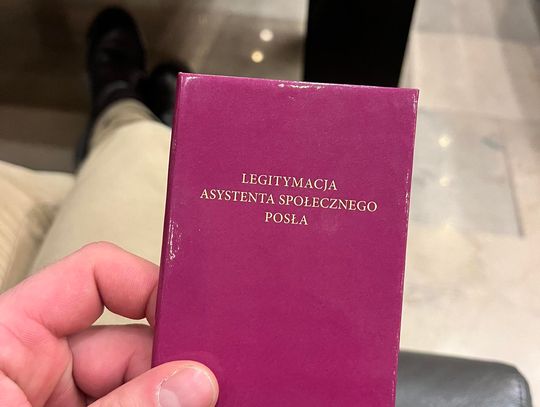 LEGITYMACJA
ASYSTENTA SPOŁECZNEGO
POSŁA